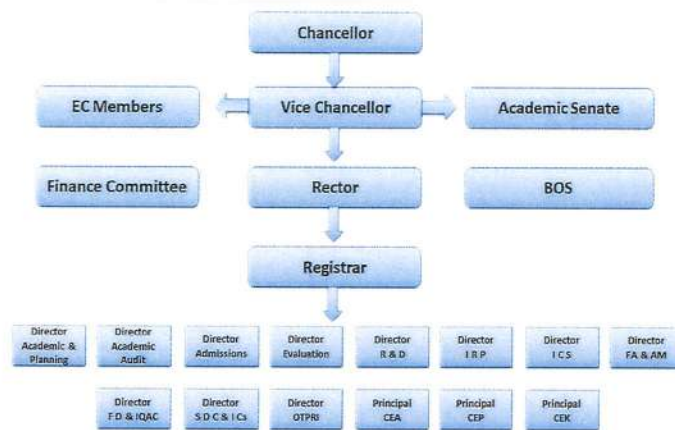 Chancellor
EC Members
Vice Chancellor
Academic Senate
Finance Committee
Rector
BOS
Registrar
Director
Academic &
Planning
Director
Academic
Audit
Director
Admissions
Director
Evaluation
Director
R & D
Director
I R P
Director
I C S
Director
FA & AM
Director
F D & IQAC
Director
S D C & I Cs
Director
OTPRI
Principal
CEA
Principal
CEP
Principal
CEK